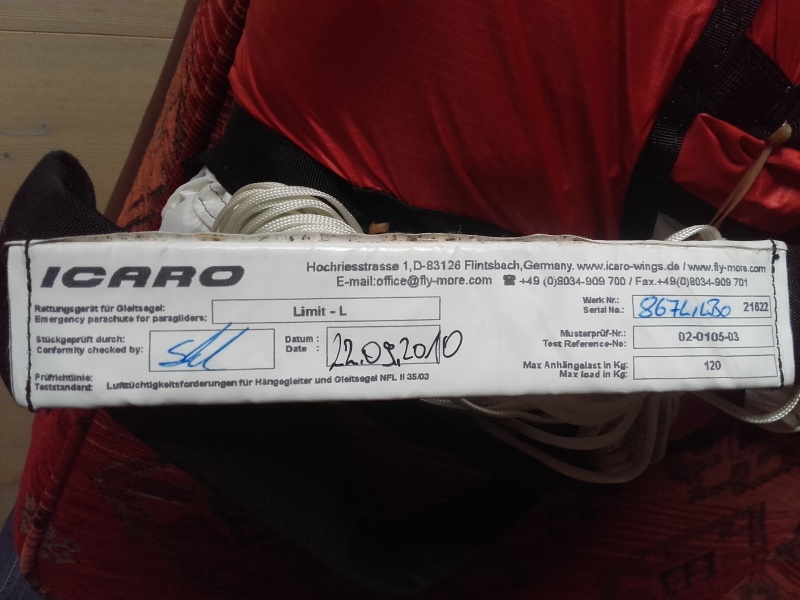 ICARO
Hochriesstrasse 1,D-83126 Flintsbach,Germany. www.icaro-wings.de / www.fly-more.com
E-mail:office@fly-more.com ☎ +49 (0)8034-909 700 / Fax.+49(0)8034-909 701
Rettungsgerät für Gleitsegel:
Emergency parachute for paragliders:
Limit - L
Werk Nr.:
Serial No.:
21622
Stückgeprüft durch:
Conformity checked by:
Datum :
Date :
22.09.2010
Musterprüf-Nr.:
Test Reference-No:
02-0105-03
Max Anhängelast in Kg:
Max load in Kg:
120
Prüfrichtlinie:
Teststandard:
Lufttüchtigkeitsforderungen für Hängegleiter und Gleitsegel NFL II 35/03